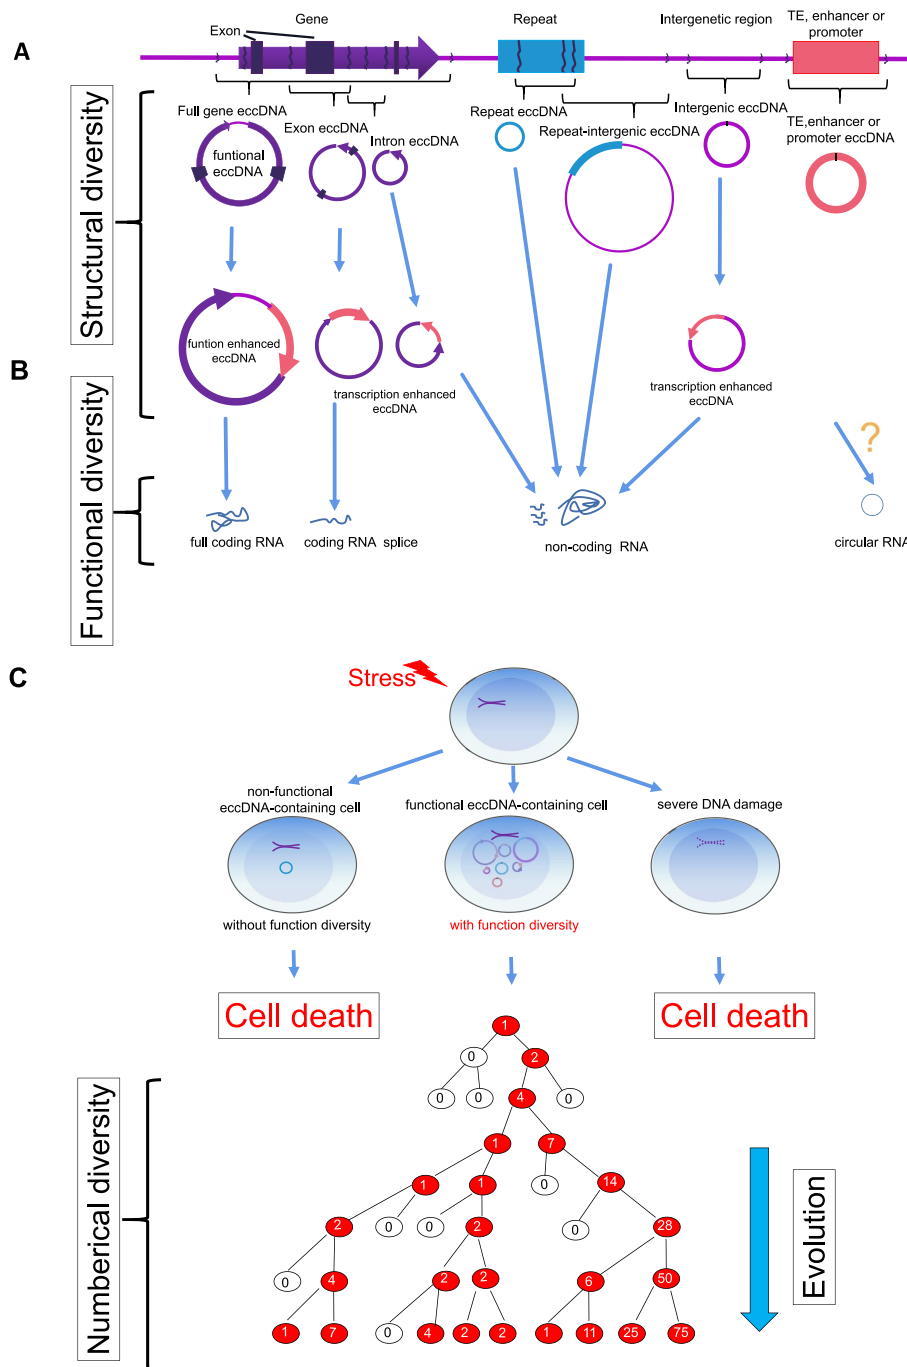 A
Gene
Exon
Repeat
Intergenetic region
TE, enhancer or
promoter
Structural diversity
Full gene eccDNA
Exon eccDNA
Intron eccDNA
Repeat eccDNA
Repeat-intergenic eccDNA
Intergenic eccDNA
TE,enhancer or
promoter eccDNA
funtional
eccDNA
funtion enhanced
eccDNA
transcription enhanced
eccDNA
transcription enhanced
eccDNA
B
Functional diversity
?
full coding RNA
coding RNA splice
non-coding RNA
circular RNA
C
Stress
non-functional
eccDNA-containing cell
functional eccDNA-containing cell
severe DNA damage
without function diversity
with function diversity
Cell death
Cell death
Numberical diversity
Evolution
1
0 2
0 0 4 0
1 7
1 1 0 14
2 0 0 2 0 28
0 4 2 2 6 50
1 7 0 4 2 2 1 11 25 75